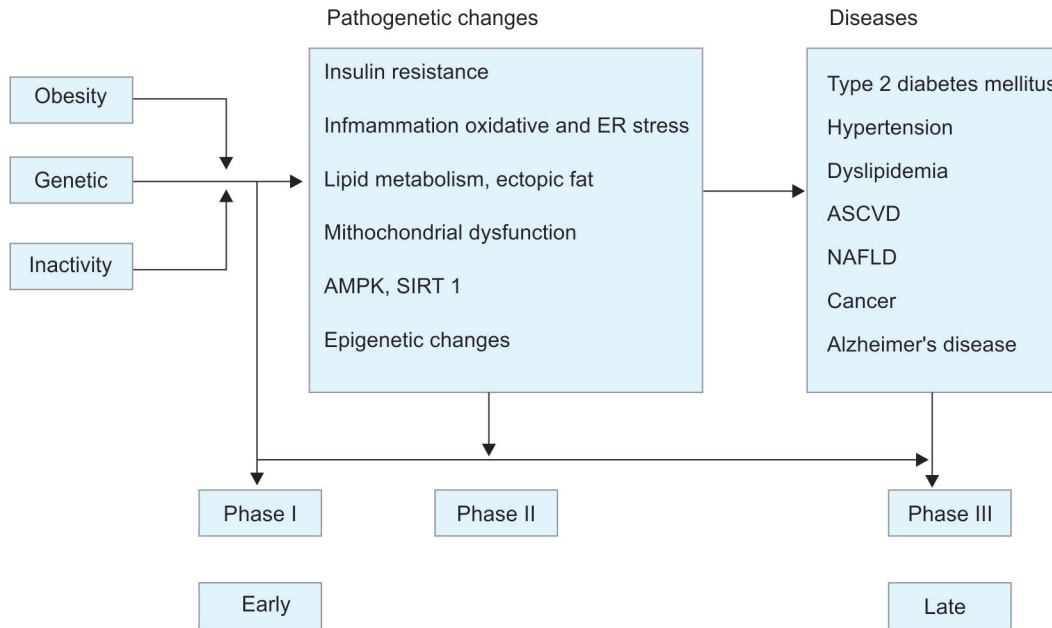 Pathogenetic changes
Diseases
Obesity
Genetic
Inactivity
Insulin resistance
Infmammation oxidative and ER stress
Lipid metabolism, ectopic fat
Mithochondrial dysfunction
AMPK, SIRT 1
Epigenetic changes
Type 2 diabetes mellitus
Hypertension
Dyslipidemia
ASCVD
NAFLD
Cancer
Alzheimer's disease
Phase I
Phase II
Phase III
Early
Late